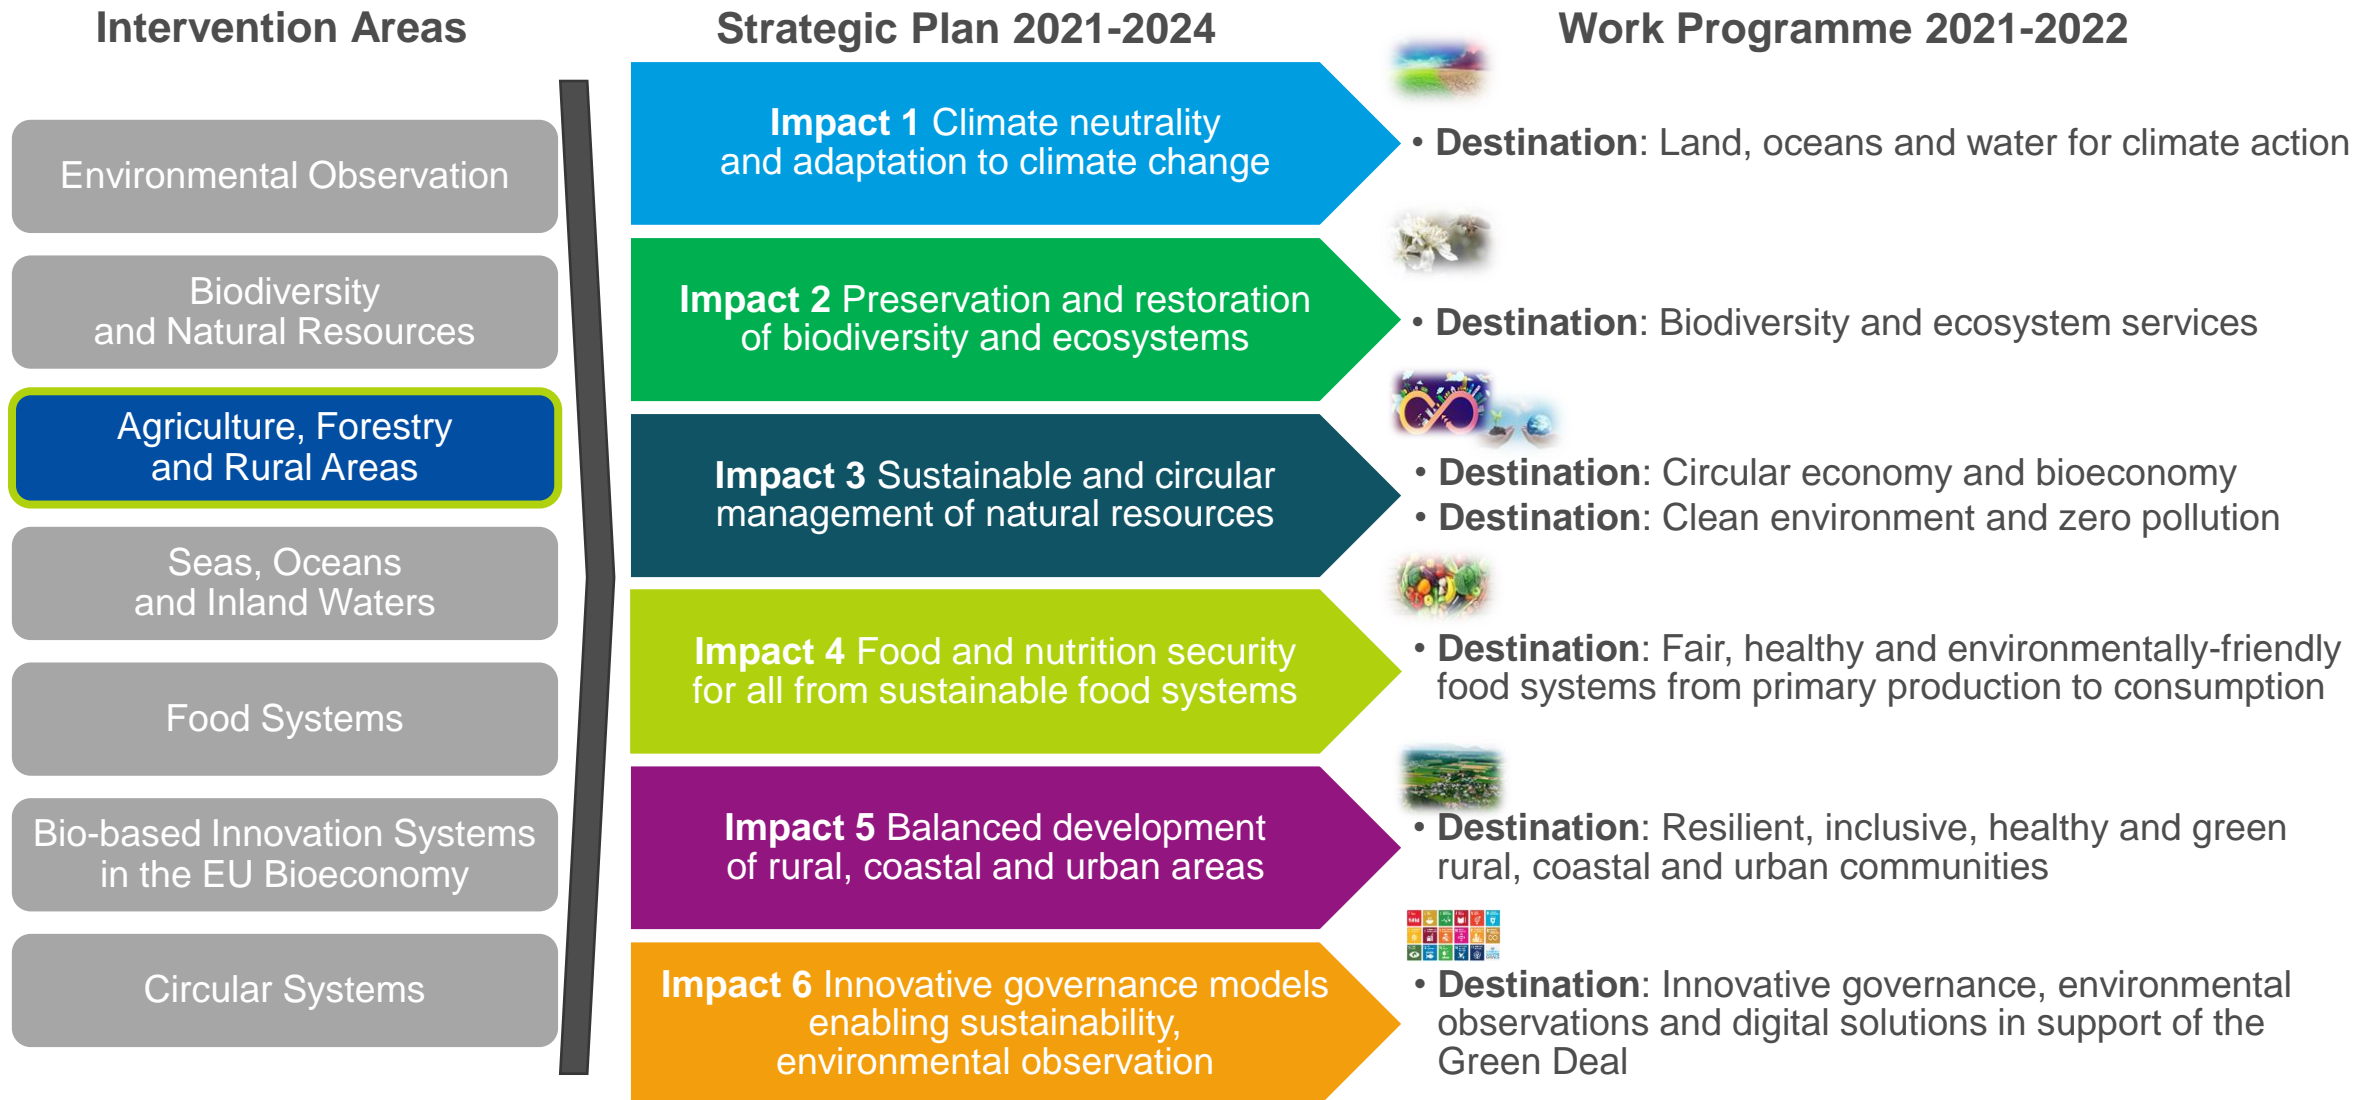 Intervention Areas
Environmental Observation
Biodiversity
and Natural Resources
Agriculture, Forestry
and Rural Areas
Seas, Oceans
and Inland Waters
Food Systems
Bio-based Innovation Systems
in the EU Bioeconomy
Circular Systems
Strategic Plan 2021-2024
Impact 1 Climate neutrality
and adaptation to climate change
Impact 2 Preservation and restoration
of biodiversity and ecosystems
Impact 3 Sustainable and circular
management of natural resources
Impact 4 Food and nutrition security
for all from sustainable food systems
Impact 5 Balanced development
of rural, coastal and urban areas
Impact 6 Innovative governance models
enabling sustainability,
environmental observation
Work Programme 2021-2022
• Destination: Land, oceans and water for climate action
• Destination: Biodiversity and ecosystem services
• Destination: Circular economy and bioeconomy
• Destination: Clean environment and zero pollution
• Destination: Fair, healthy and environmentally-friendly
food systems from primary production to consumption
• Destination: Resilient, inclusive, healthy and green
rural, coastal and urban communities
• Destination: Innovative governance, environmental
observations and digital solutions in support of the
Green Deal